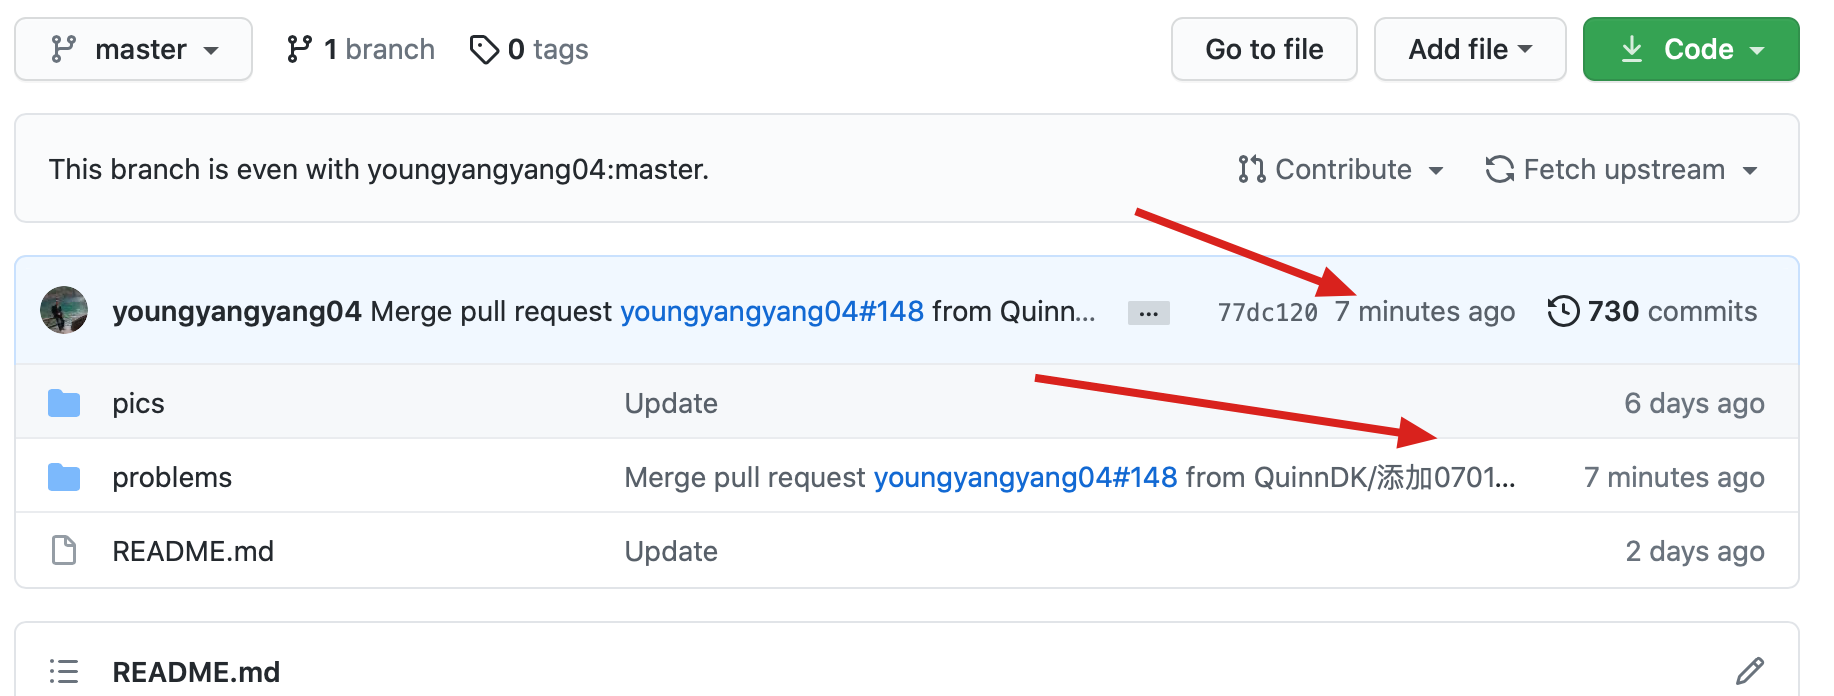 master 1 branch 0 tags Go to file Add file Code
This branch is even with youngyangyang04:master. Contribute Fetch upstream
youngyangyang04 Merge pull request youngyangyang04#148 from Quinn... ... 77dc120 7 minutes ago 730 commits
pics Update 6 days ago
problems Merge pull request youngyangyang04#148 from QuinnDK/添加0701... 7 minutes ago
README.md Update 2 days ago
README.md